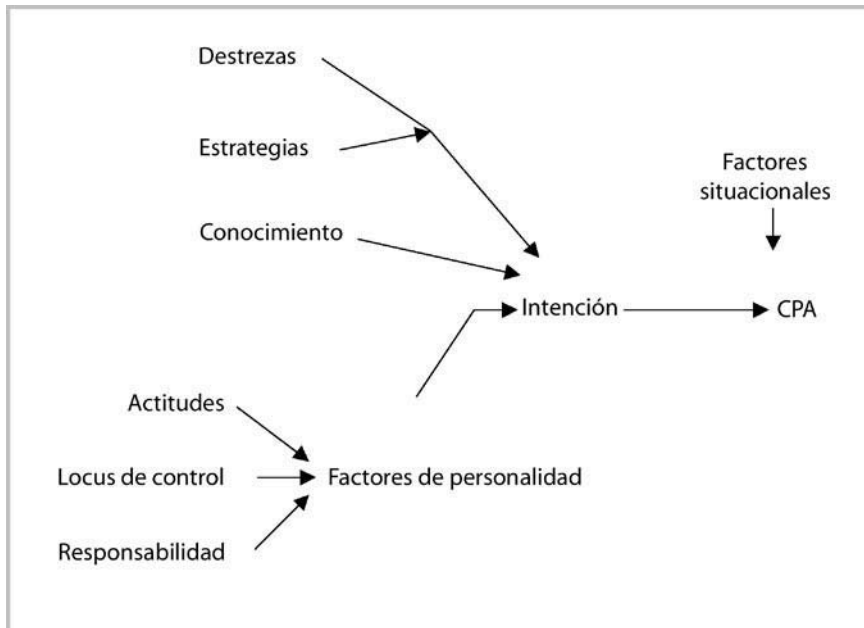 Destrezas
Estrategias
Factores
situacionales
Conocimiento
Intención
CPA
Actitudes
Locus de control
Factores de personalidad
Responsabilidad